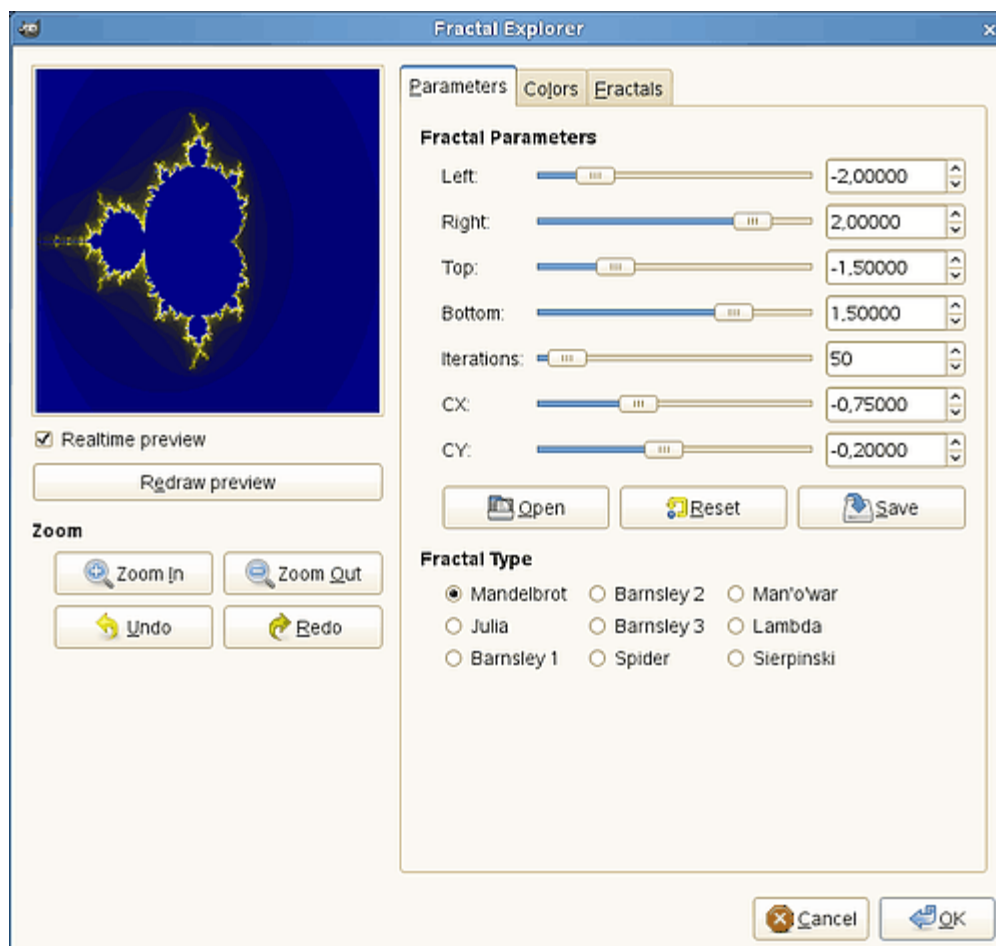 Fractal Explorer
Realtime preview
Redraw preview
Zoom
Zoom In
Zoom Out
Undo
Redo
Parameters
Colors
Fractals
Fractal Parameters
Left: -2,00000
Right: 2,00000
Top: -1,50000
Bottom: 1,50000
Iterations: 50
CX: -0,75000
CY: -0,20000
Open
Reset
Save
Fractal Type
Mandelbrot
Barnsley 2
Man'o'war
Julia
Barnsley 3
Lambda
Barnsley 1
Spider
Sierpinski
Cancel
OK